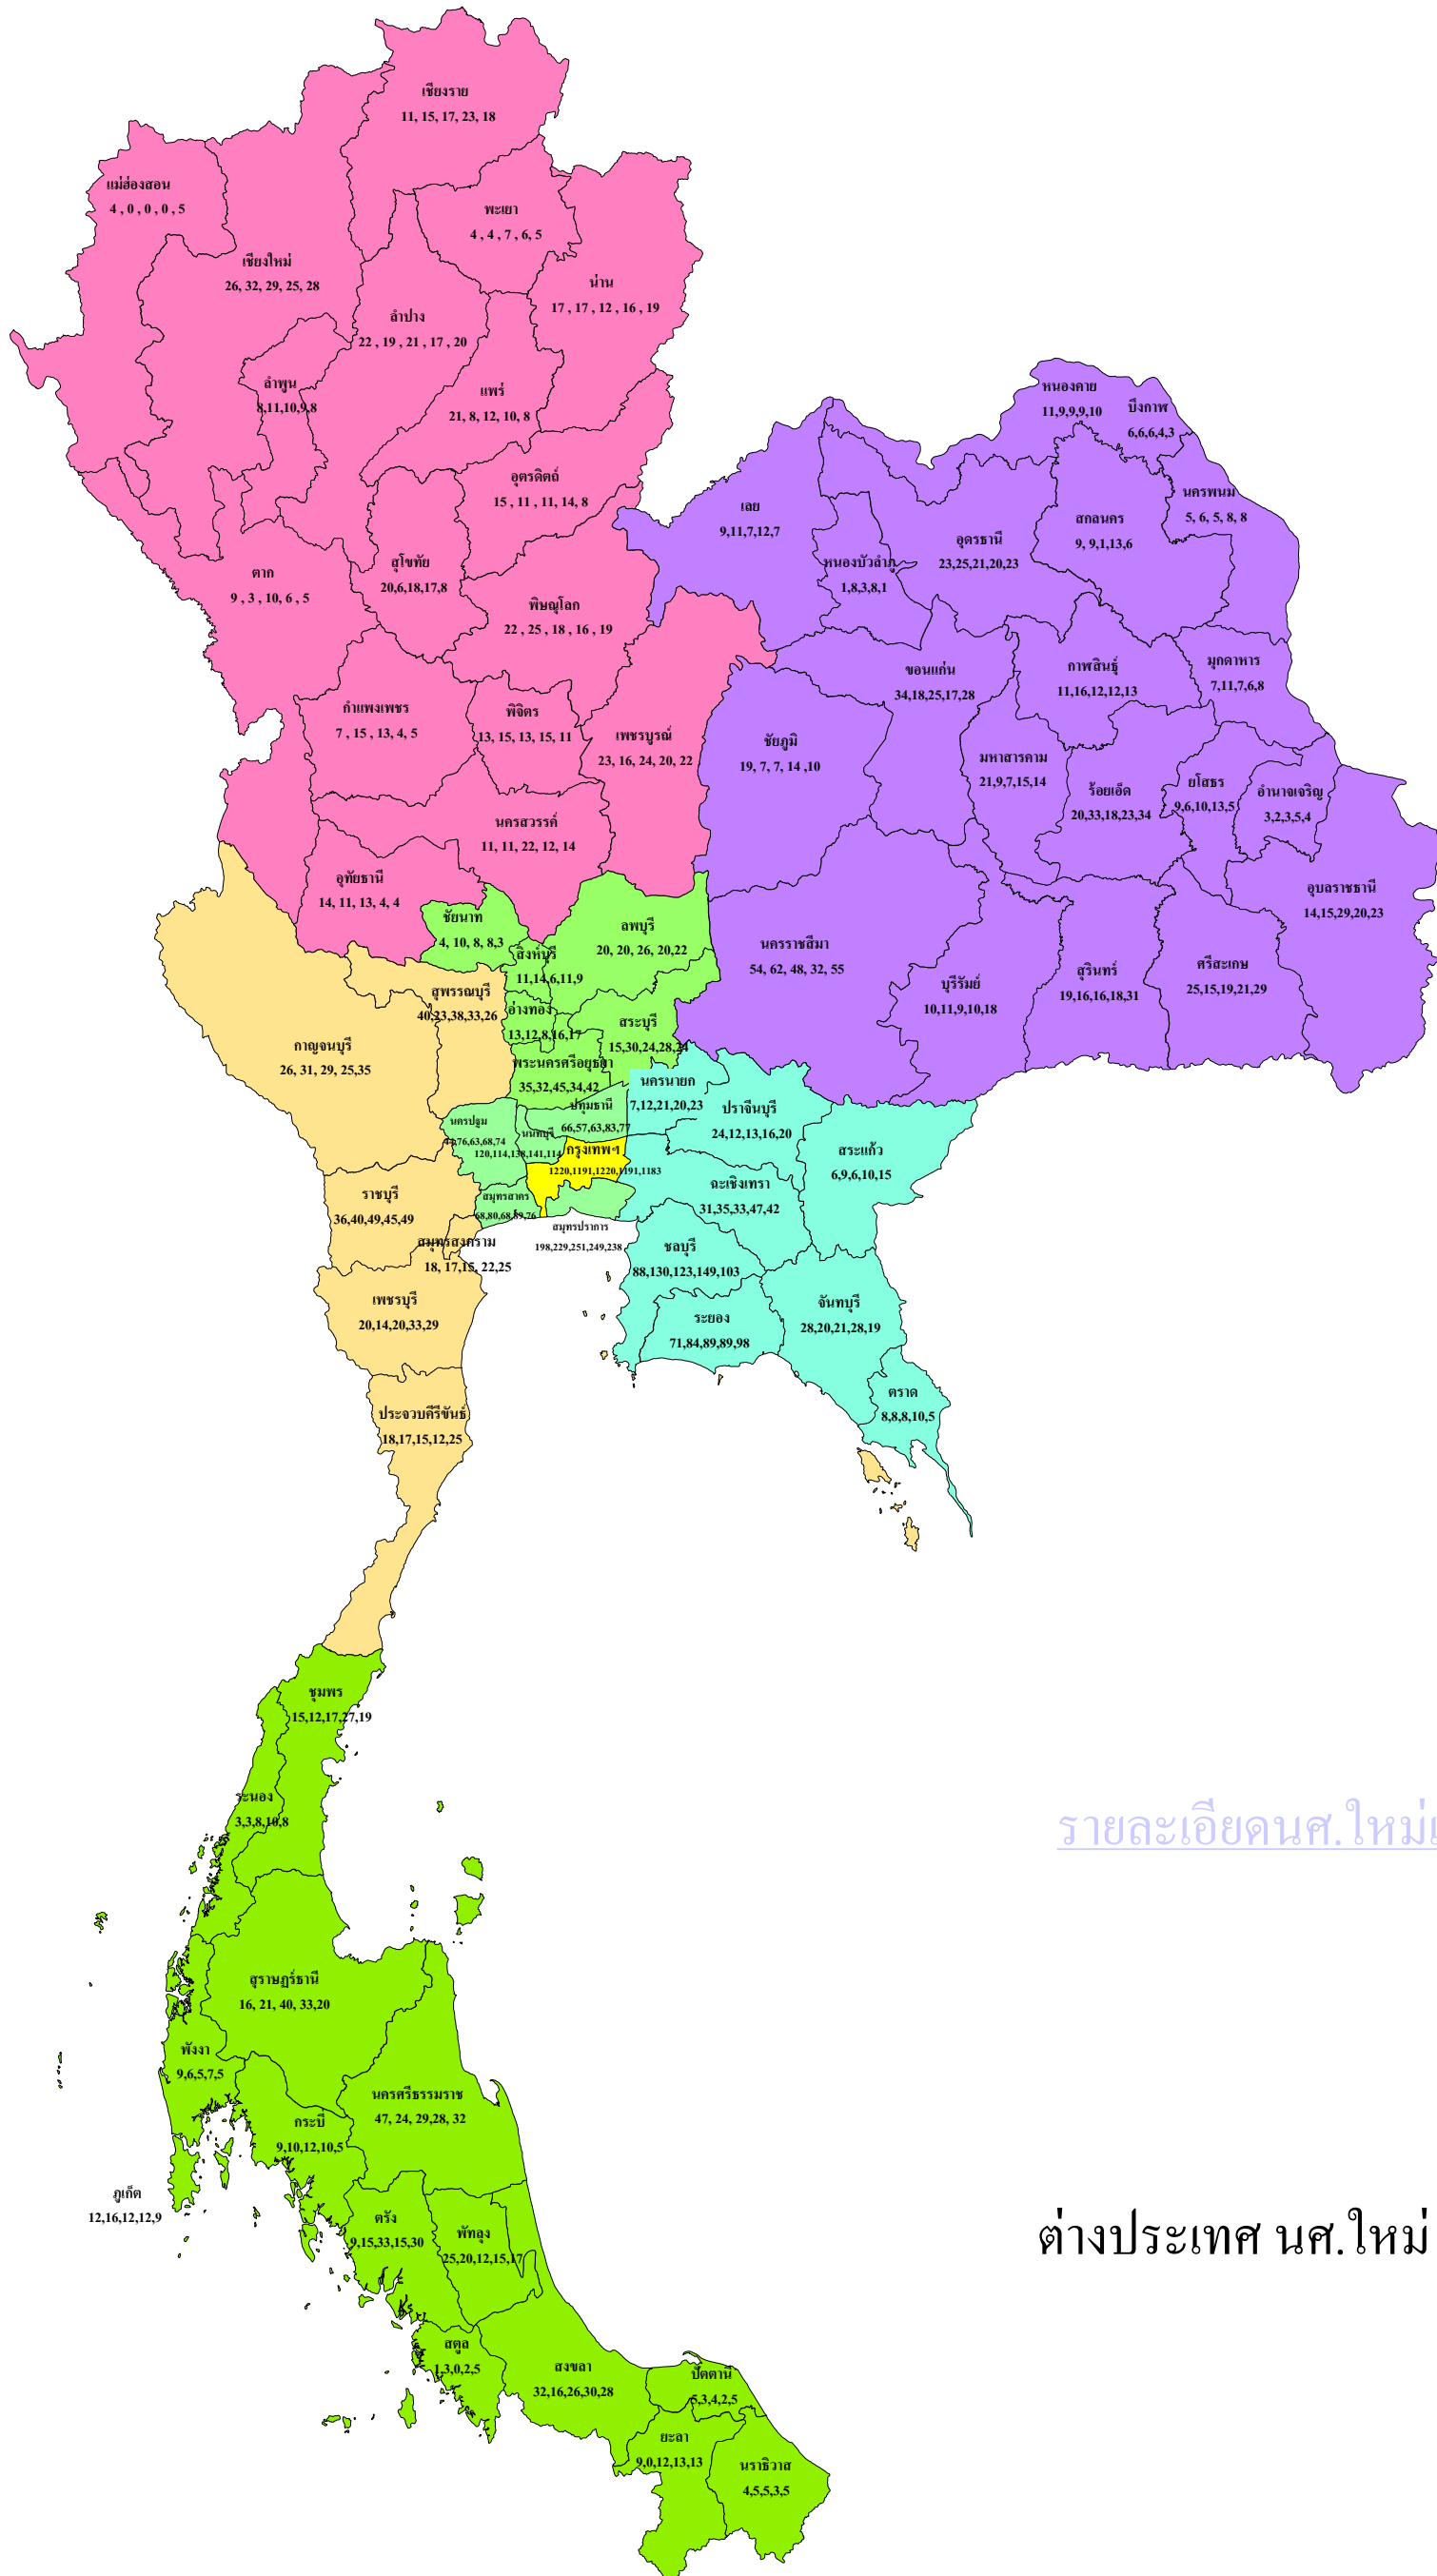 เชียงราย
11, 15, 17, 23, 18
แม่ฮ่องสอน
4 , 0 , 0 , 0 , 5
พะเยา
4 , 4 , 7 , 6, 5
เชียงใหม่
26, 32, 29, 25, 28
น่าน
17 , 17 , 12 , 16 , 19
ลำปาง
22 , 19 , 21 , 17 , 20
ลำพูน
8,11,10,9,8
แพร่
21, 8, 12, 10, 8
หนองคาย
11,9,9,9,10
บึงกาฬ
6,6,6,4,3
อุตรดิตถ์
15 , 11 , 11, 14, 8
เลย
9,11,7,12,7
นครพนม
5, 6, 5, 8, 8
สกลนคร
9, 9,1,13,6
อุดรธานี
23,25,21,20,23
หนองบัวลำภู
1,8,3,8,1
สุโขทัย
20,6,18,17,8
ตาก
9 , 3 , 10, 6 , 5
พิษณุโลก
22 , 25 , 18 , 16 , 19
ขอนแก่น
34,18,25,17,28
กาฬสินธุ์
11,16,12,12,13
มุกดาหาร
7,11,7,6,8
กำแพงเพชร
7 , 15 , 13, 4, 5
พิจิตร
13, 15, 13, 15, 11
เพชรบูรณ์
23, 16, 24, 20, 22
ชัยภูมิ
19, 7, 7, 14 ,10
มหาสารคาม
21,9,7,15,14
ร้อยเอ็ด
20,33,18,23,34
ยโสธร
9,6,10,13,5
อำนาจเจริญ
3,2,3,5,4
นครสวรรค์
11, 11, 22, 12, 14
อุทัยธานี
14, 11, 13, 4, 4
อุบลราชธานี
14,15,29,20,23
ชัยนาท
4, 10, 8, 8,3
ลพบุรี
20, 20, 26, 20,22
นครราชสีมา
54, 62, 48, 32, 55
สิงห์บุรี
11,14,6,11,9
บุรีรัมย์
10,11,9,10,18
สุรินทร์
19,16,16,18,31
ศรีสะเกษ
25,15,19,21,29
สุพรรณบุรี
40,23,38,33,26
อ่างทอง
13,12,8,16,17
สระบุรี
15,30,24,28,24
กาญจนบุรี
26, 31, 29, 25,35
พระนครศรีอยุธยา
35,32,45,34,42
นครนายก
7,12,21,20,23
ปทุมธานี
66,57,63,83,77
ปราจีนบุรี
24,12,13,16,20
นครปฐม
,76,63,68,74
นนทบุรี
120,114,138,141,114
กรุงเทพฯ
1220,1191,1220,1191,1183
สระแก้ว
6,9,6,10,15
ฉะเชิงเทรา
31,35,33,47,42
ราชบุรี
36,40,49,45,49
สมุทรสาคร
68,80,68,89,76
สมุทรปราการ
198,229,251,249,238
สมุทรสงคราม
18, 17,15, 22,25
ชลบุรี
88,130,123,149,103
เพชรบุรี
20,14,20,33,29
ระยอง
71,84,89,89,98
จันทบุรี
28,20,21,28,19
ตราด
8,8,8,10,5
ประจวบคีรีขันธ์
18,17,15,12,25
ชุมพร
15,12,17,27,19
ระนอง
3,3,8,10,8
รายละเอียดนศ.ใหม่
สุราษฎร์ธานี
16, 21, 40, 33,20
พังงา
9,6,5,7,5
นครศรีธรรมราช
47, 24, 29,28, 32
กระบี่
9,10,12,10,5
ภูเก็ต
12,16,12,12,9
ตรัง
9,15,33,15,30
พัทลุง
25,20,12,15,17
ต่างประเทศ นศ.ใหม่
สตูล
1,3,0,2,5
สงขลา
32,16,26,30,28
ปัตตานี
5,3,4,2,5
ยะลา
9,0,12,13,13
นราธิวาส
4,5,5,3,5